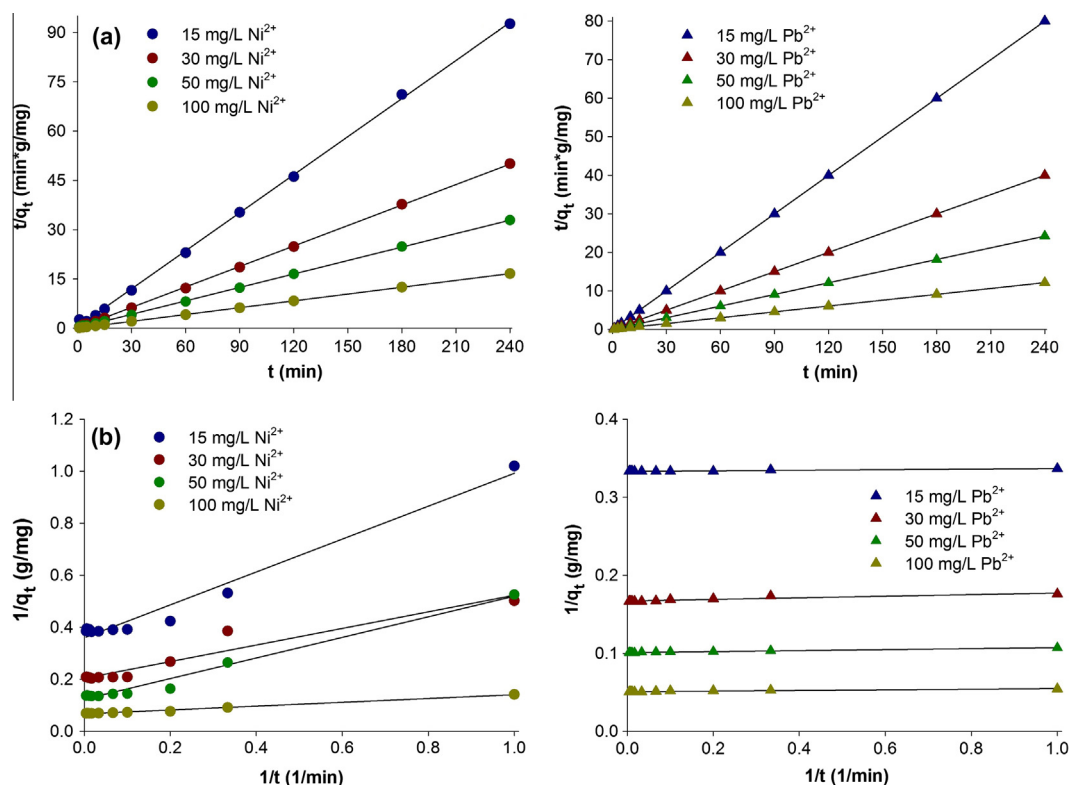 (a)
15 mg/L Ni²⁺
30 mg/L Ni²⁺
50 mg/L Ni²⁺
100 mg/L Ni²⁺
90
75
60
45
30
15
0
t/qₜ (min*g/mg)
0 30 60 90 120 150 180 210 240
t (min)
15 mg/L Pb²⁺
30 mg/L Pb²⁺
50 mg/L Pb²⁺
100 mg/L Pb²⁺
80
70
60
50
40
30
20
10
0
t/qₜ (min*g/mg)
0 30 60 90 120 150 180 210 240
t (min)
(b)
15 mg/L Ni²⁺
30 mg/L Ni²⁺
50 mg/L Ni²⁺
100 mg/L Ni²⁺
1.2
1.0
0.8
0.6
0.4
0.2
0.0
1/qₜ (g/mg)
0.0 0.2 0.4 0.6 0.8 1.0
1/t (1/min)
0.4
0.3
0.2
0.1
0.0
1/qₜ (g/mg)
15 mg/L Pb²⁺
30 mg/L Pb²⁺
50 mg/L Pb²⁺
100 mg/L Pb²⁺
0.0 0.2 0.4 0.6 0.8 1.0
1/t (1/min)